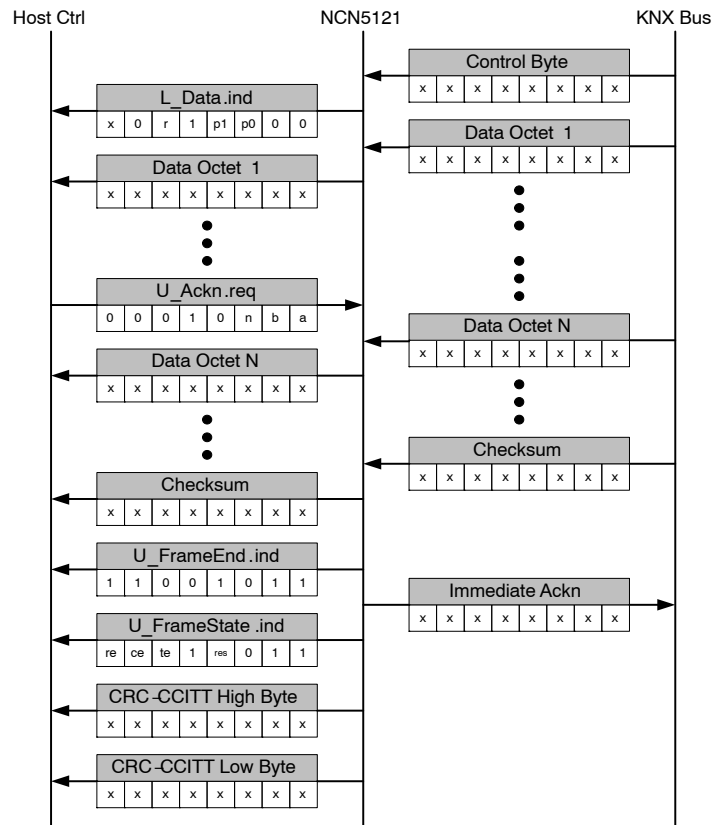 Host Ctrl NCN5121 KNX Bus
Control Byte
x x x x x x x x
L_Data.ind
x 0 r 1 p1 p0 0 0
Data Octet 1
x x x x x x x x
Data Octet 1
x x x x x x x x
U_Ackn.req
0 0 0 1 0 n b a
Data Octet N
x x x x x x x x
Data Octet N
x x x x x x x x
Checksum
x x x x x x x x
Checksum
x x x x x x x x
U_FrameEnd.ind
1 1 0 0 1 0 1 1
Immediate Ackn
x x x x x x x x
U_FrameState.ind
re ce te 1 res 0 1 1
CRC-CCITT High Byte
x x x x x x x x
CRC-CCITT Low Byte
x x x x x x x x